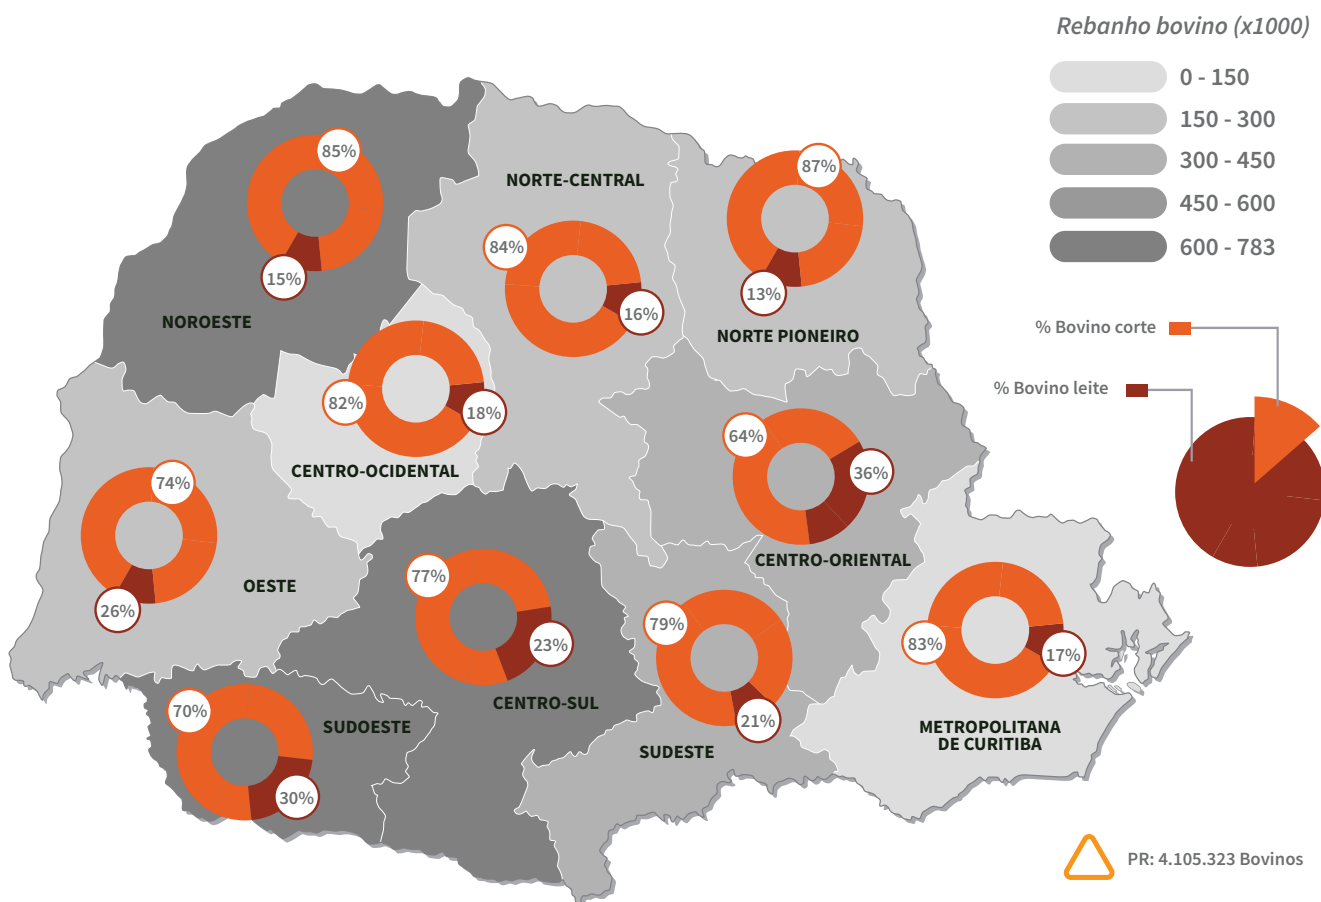 Rebanho bovino (x1000)
0 - 150
150 - 300
300 - 450
450 - 600
600 - 783
% Bovino corte
% Bovino leite
85%
15%
NOROESTE
NORTE-CENTRAL
84%
16%
87%
13%
NORTE PIONEIRO
82%
18%
CENTRO-OCIDENTAL
64%
36%
CENTRO-ORIENTAL
74%
26%
OESTE
77%
23%
CENTRO-SUL
79%
21%
SUDESTE
83%
17%
METROPOLITANA
DE CURITIBA
70%
30%
SUDOESTE
PR: 4.105.323 Bovinos